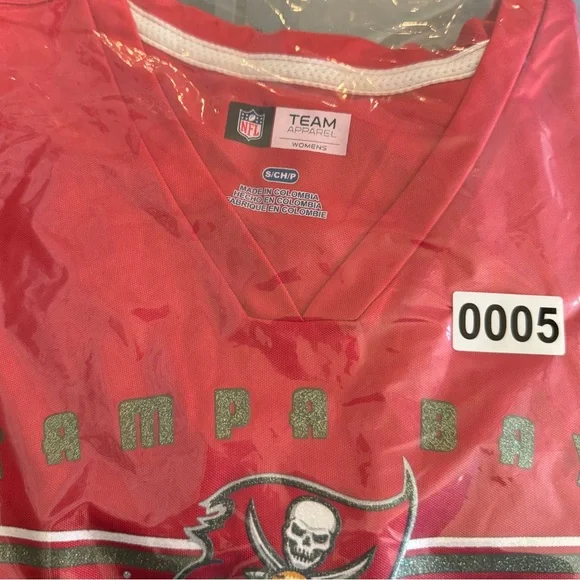 NFL
TEAM
APPAREL
WOMENS
S/CH/P
MADE IN COLOMBIA
HECHO EN COLOMBIA
FABRIQUE EN COLOMBIE
0005
TAMPA BAY